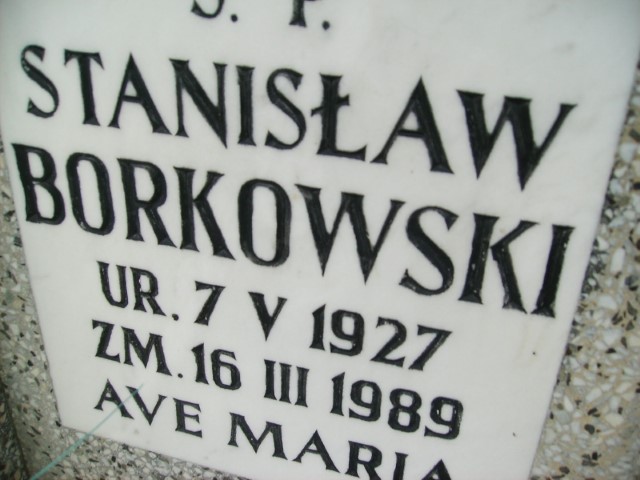 Ś. P.
STANISŁAW
BORKOWSKI
UR. 7 V 1927
ZM. 16 III 1989
AVE MARIA